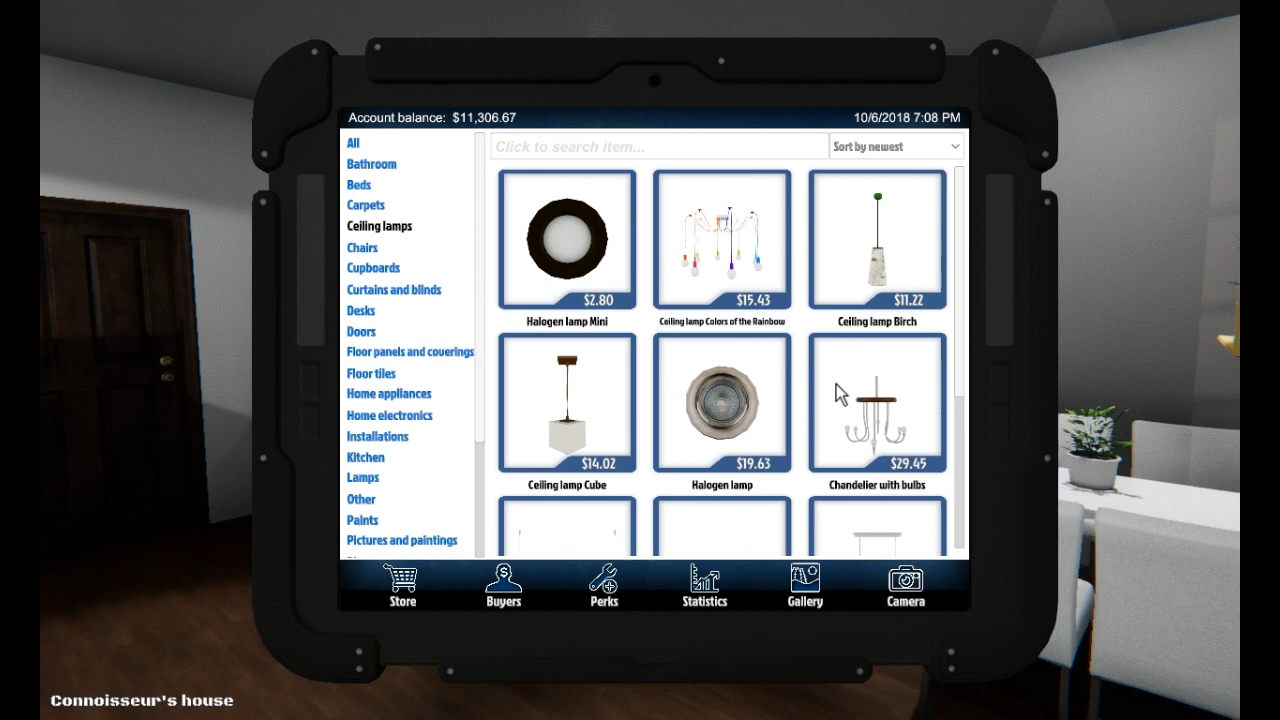 Account balance: $11,306.67
10/6/2018 7:08 PM
All
Bathroom
Beds
Carpets
Ceiling lamps
Chairs
Cupboards
Curtains and blinds
Desks
Doors
Floor panels and coverings
Floor tiles
Home appliances
Home electronics
Installations
Kitchen
Lamps
Other
Paints
Pictures and paintings
Click to search item...
Sort by newest
$2.80
$15.43
$11.22
Halogen lamp Mini
Ceiling lamp Colors of the Rainbow
Ceiling lamp Birch
$14.02
$19.63
$29.45
Ceiling lamp Cube
Halogen lamp
Chandelier with bulbs
Store
Buyers
Perks
Statistics
Gallery
Camera
Connoisseur's house